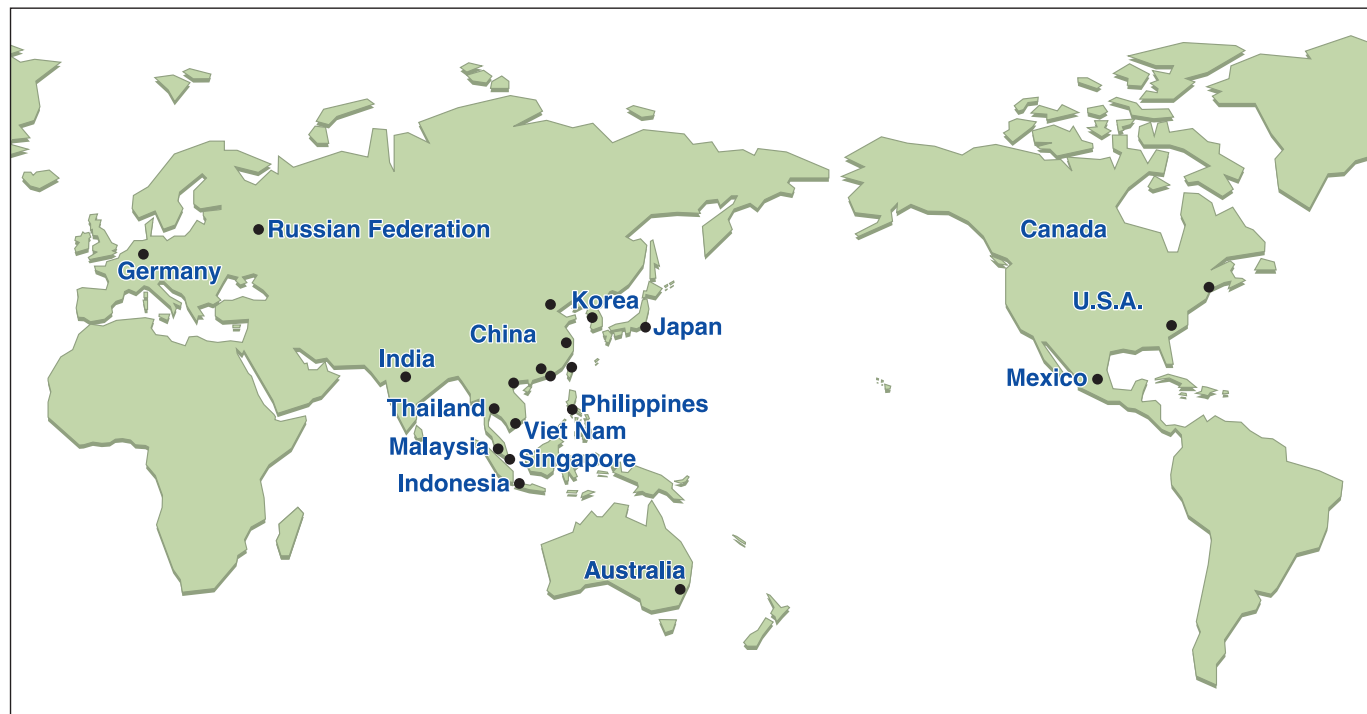 Russian Federation
Canada
Germany
Korea
U.S.A.
Japan
China
India
Mexico
Thailand
Philippines
Viet Nam
Malaysia
Singapore
Indonesia
Australia